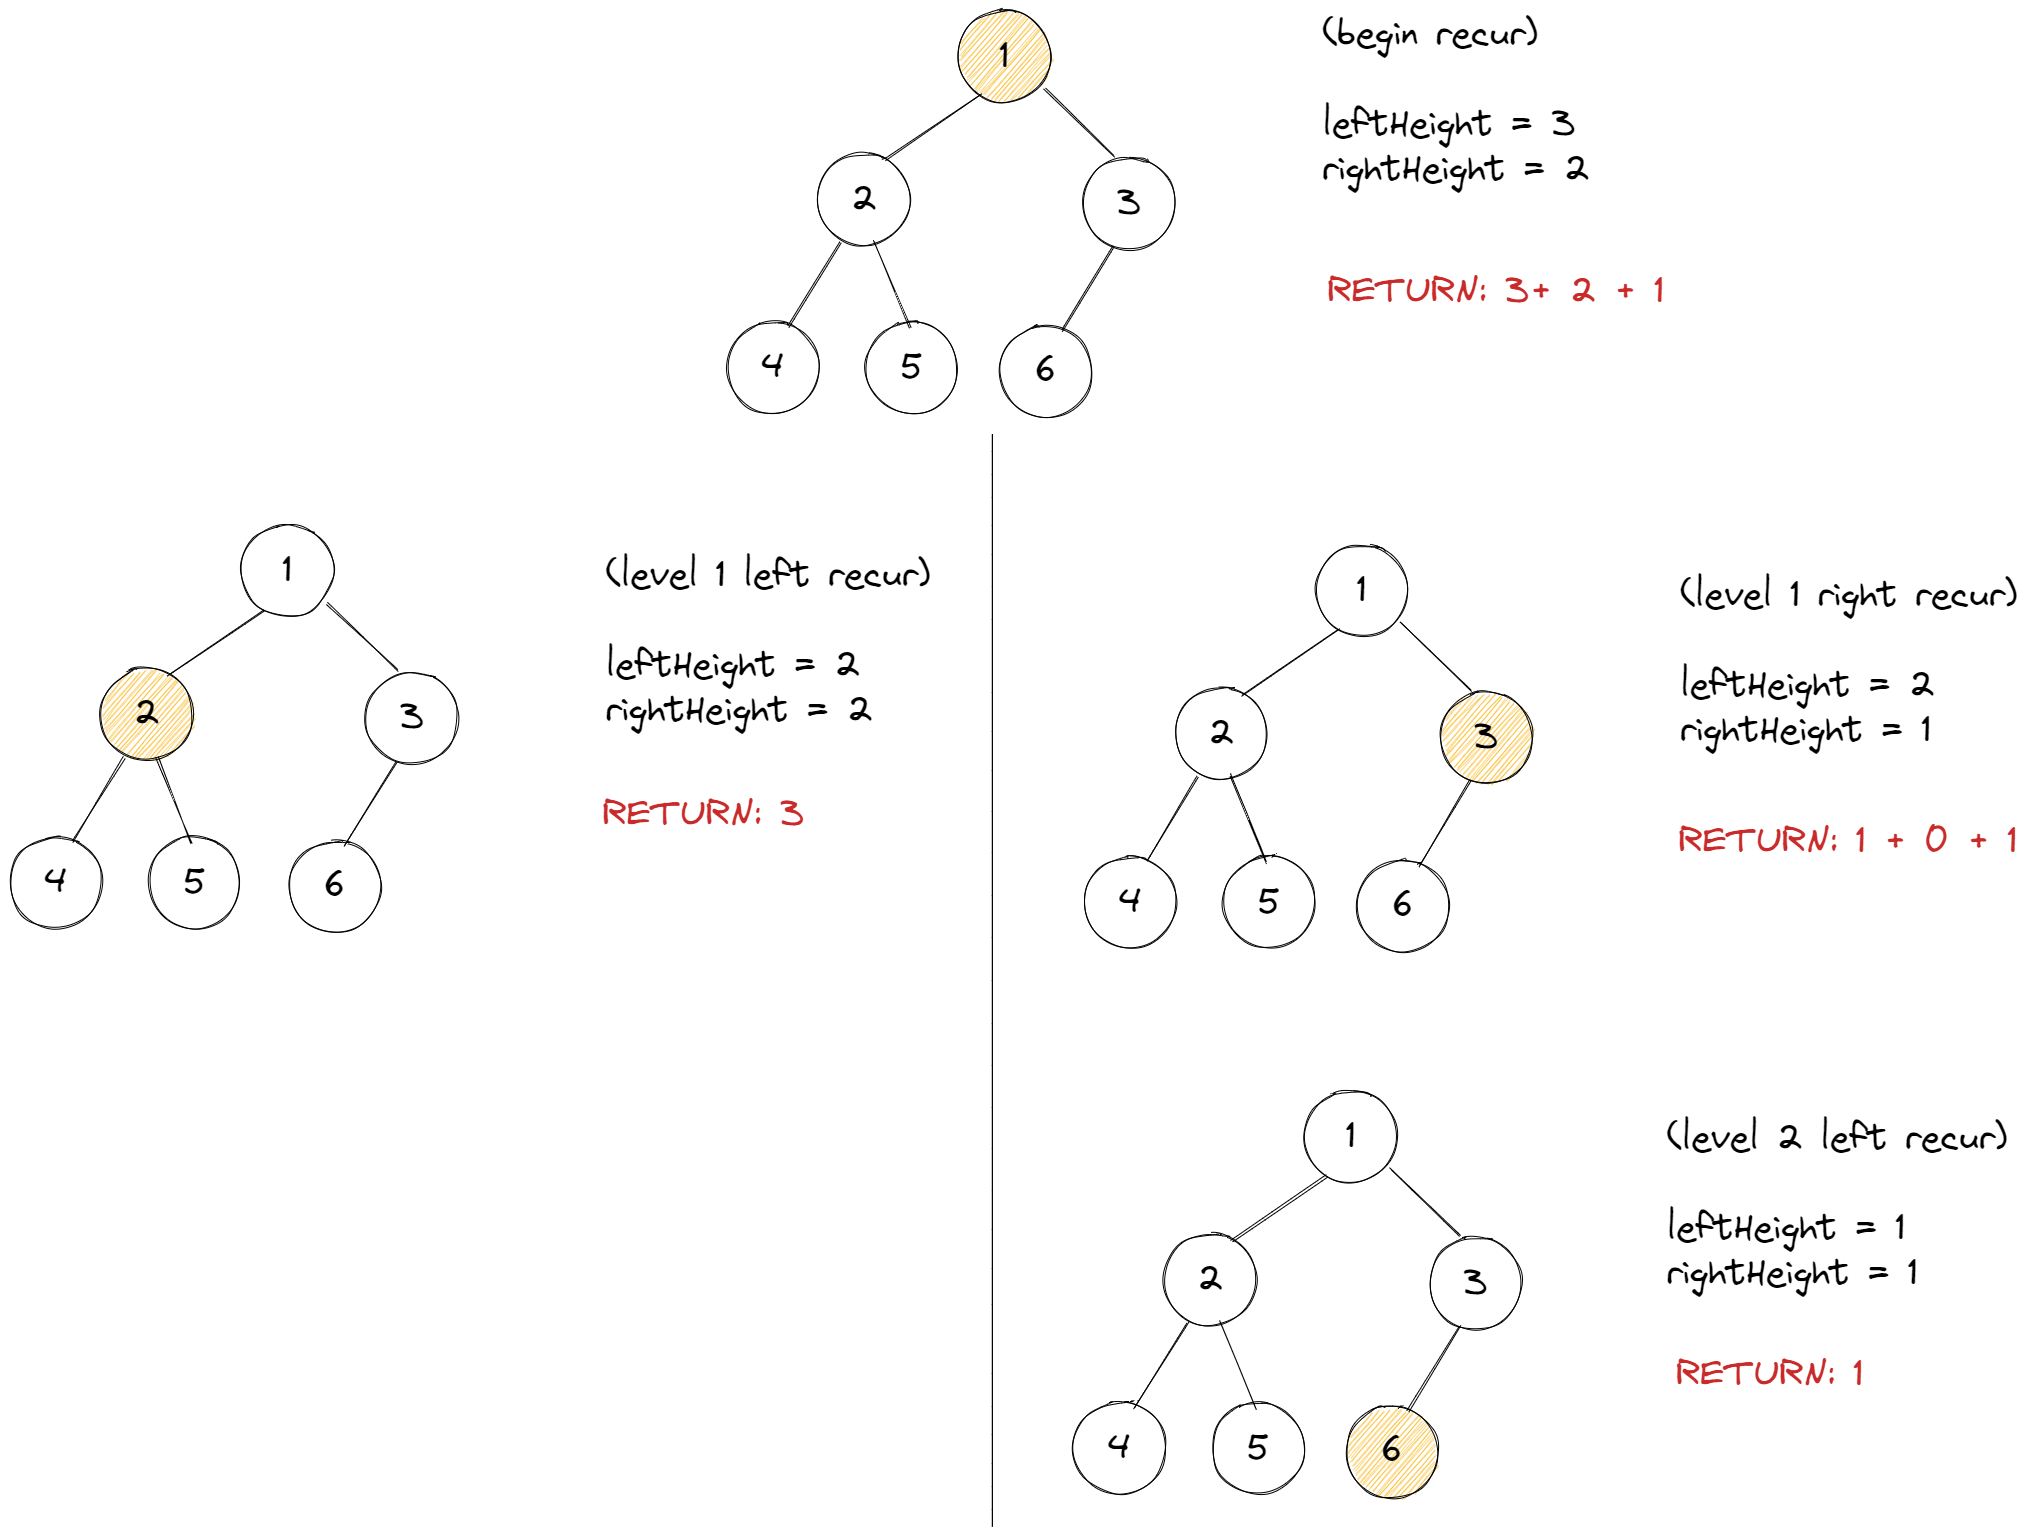 1
(begin recur)
leftHeight = 3
rightHeight = 2
2
3
RETURN: 3+ 2 + 1
4
5
6
1
(level 1 left recur)
leftHeight = 2
rightHeight = 2
2
3
RETURN: 3
4
5
6
1
(level 1 right recur)
leftHeight = 2
rightHeight = 1
2
3
RETURN: 1 + 0 + 1
4
5
6
1
(level 2 left recur)
leftHeight = 1
rightHeight = 1
2
3
RETURN: 1
4
5
6